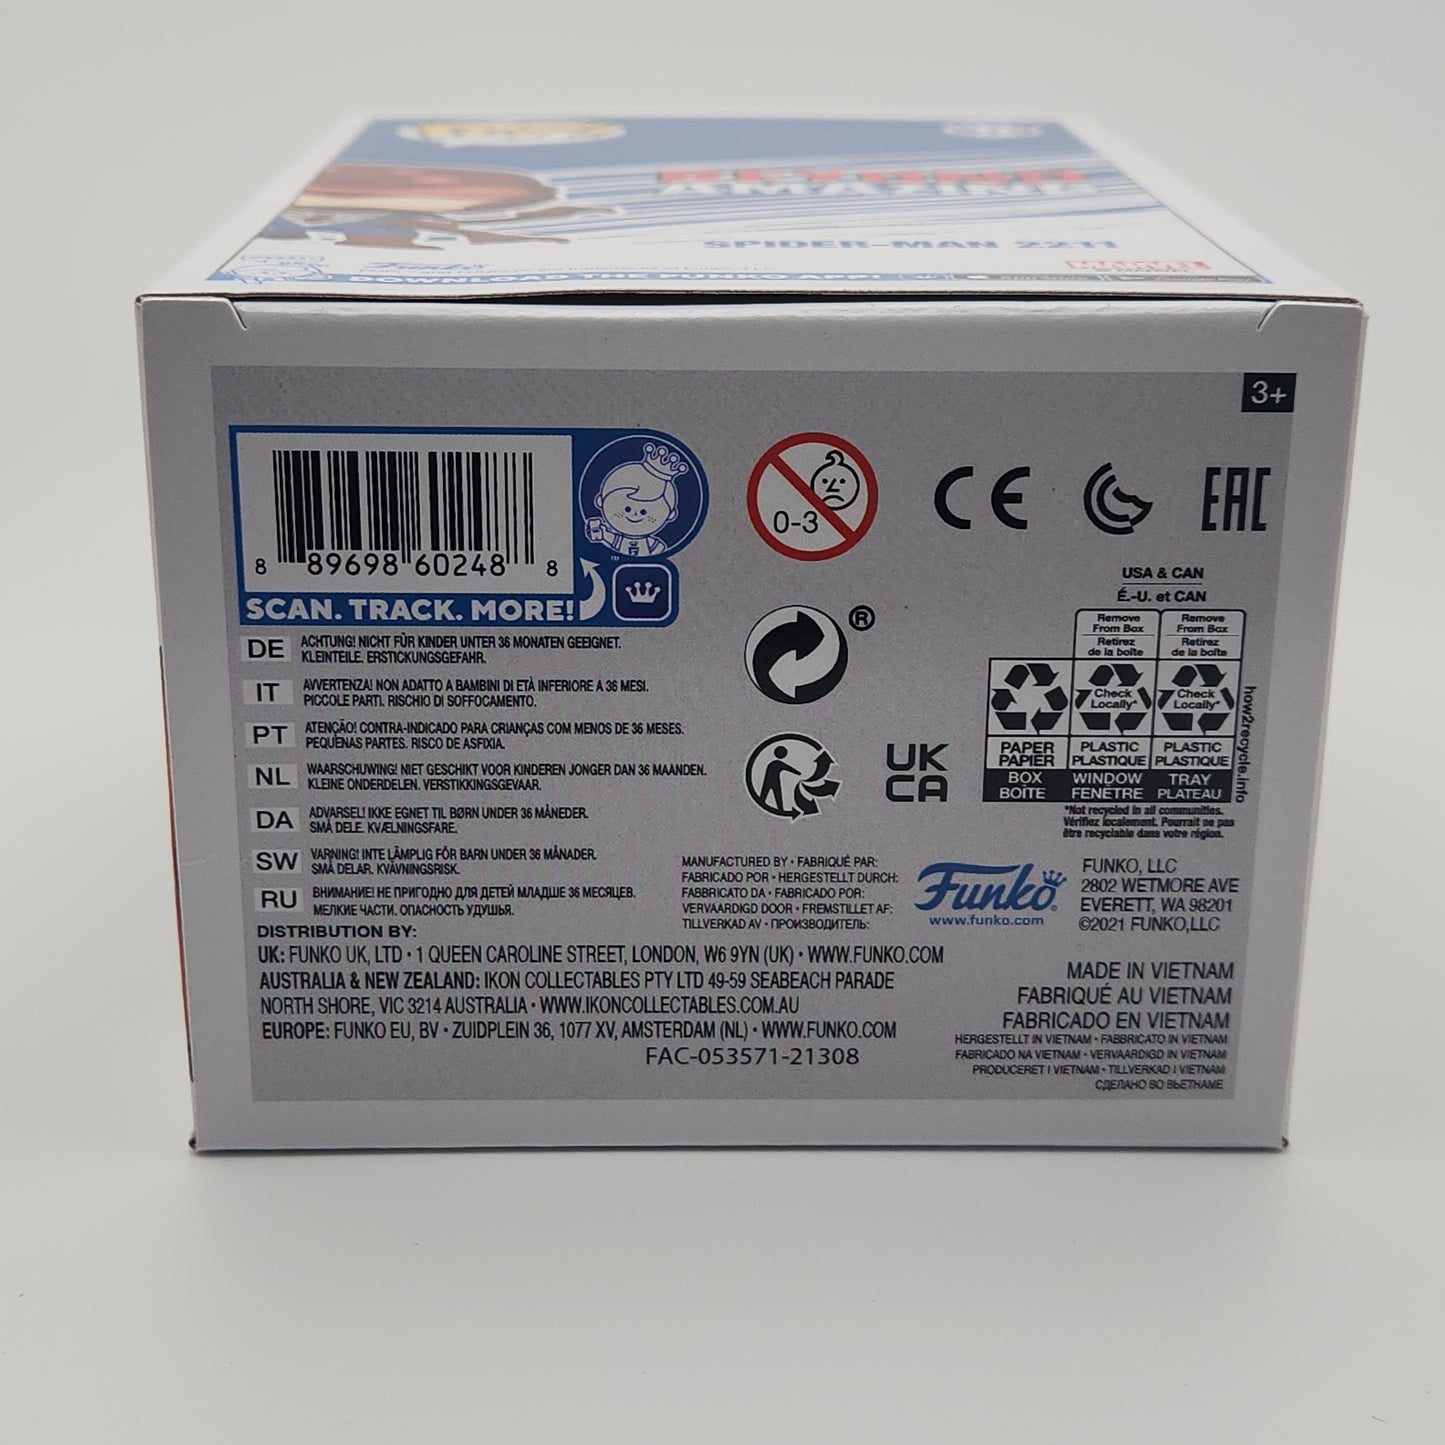 BEYOND
AMAZING
SPIDER-MAN 2211
Funko
MARVEL
DOWNLOAD THE FUNKO APP!
3+
8 89698 60248 8
SCAN. TRACK. MORE!
™
0-3
CE
EAC
®
UK
CA
USA & CAN
É.-U. et CAN
Remove
From Box
Retirez
de la boîte
Remove
From Box
Retirez
de la boîte
Check
Locally*
Check
Locally*
PAPER
PAPIER
PLASTIC
PLASTIQUE
PLASTIC
PLASTIQUE
BOX
BOÎTE
WINDOW
FENÊTRE
TRAY
PLATEAU
how2recycle.info
*Not recycled in all communities.
Vérifiez localement. Pourrait ne pas
être recyclable dans votre région.
DE ACHTUNG! NICHT FÜR KINDER UNTER 36 MONATEN GEEIGNET.
KLEINTEILE. ERSTICKUNGSGEFAHR.
IT AVVERTENZA! NON ADATTO A BAMBINI DI ETÀ INFERIORE A 36 MESI.
PICCOLE PARTI. RISCHIO DI SOFFOCAMENTO.
PT ATENÇÃO! CONTRA-INDICADO PARA CRIANÇAS COM MENOS DE 36 MESES.
PEQUENAS PARTES. RISCO DE ASFIXIA.
NL WAARSCHUWING! NIET GESCHIKT VOOR KINDEREN JONGER DAN 36 MAANDEN.
KLEINE ONDERDELEN. VERSTIKKINGSGEVAAR.
DA ADVARSEL! IKKE EGNET TIL BØRN UNDER 36 MÅNEDER.
SMÅ DELE. KVÆLNINGSFARE.
SW VARNING! INTE LÄMPLIG FÖR BARN UNDER 36 MÅNADER.
SMÅ DELAR. KVÄVNINGSRISK.
RU ВНИМАНИЕ! НЕ ПРИГОДНО ДЛЯ ДЕТЕЙ МЛАДШЕ 36 МЕСЯЦЕВ.
МЕЛКИЕ ЧАСТИ. ОПАСНОСТЬ УДУШЬЯ.
MANUFACTURED BY • FABRIQUÉ PAR:
FABRICADO POR • HERGESTELLT DURCH:
FABBRICATO DA • FABRICADO POR:
VERVAARDIGD DOOR • FREMSTILLET AF:
TILLVERKAD AV • ПРОИЗВОДИТЕЛЬ:
Funko
www.funko.com
FUNKO, LLC
2802 WETMORE AVE
EVERETT, WA 98201
©2021 FUNKO,LLC
DISTRIBUTION BY:
UK: FUNKO UK, LTD • 1 QUEEN CAROLINE STREET, LONDON, W6 9YN (UK) • WWW.FUNKO.COM
AUSTRALIA & NEW ZEALAND: IKON COLLECTABLES PTY LTD 49-59 SEABEACH PARADE
NORTH SHORE, VIC 3214 AUSTRALIA • WWW.IKONCOLLECTABLES.COM.AU
EUROPE: FUNKO EU, BV • ZUIDPLEIN 36, 1077 XV, AMSTERDAM (NL) • WWW.FUNKO.COM
FAC-053571-21308
MADE IN VIETNAM
FABRIQUÉ AU VIETNAM
FABRICADO EN VIETNAM
HERGESTELLT IN VIETNAM • FABBRICATO IN VIETNAM
FABRICADO NA VIETNAM • VERVAARDIGD IN VIETNAM
PRODUCERET I VIETNAM • TILLVERKAD I VIETNAM
СДЕЛАНО ВО ВЬЕТНАМЕ